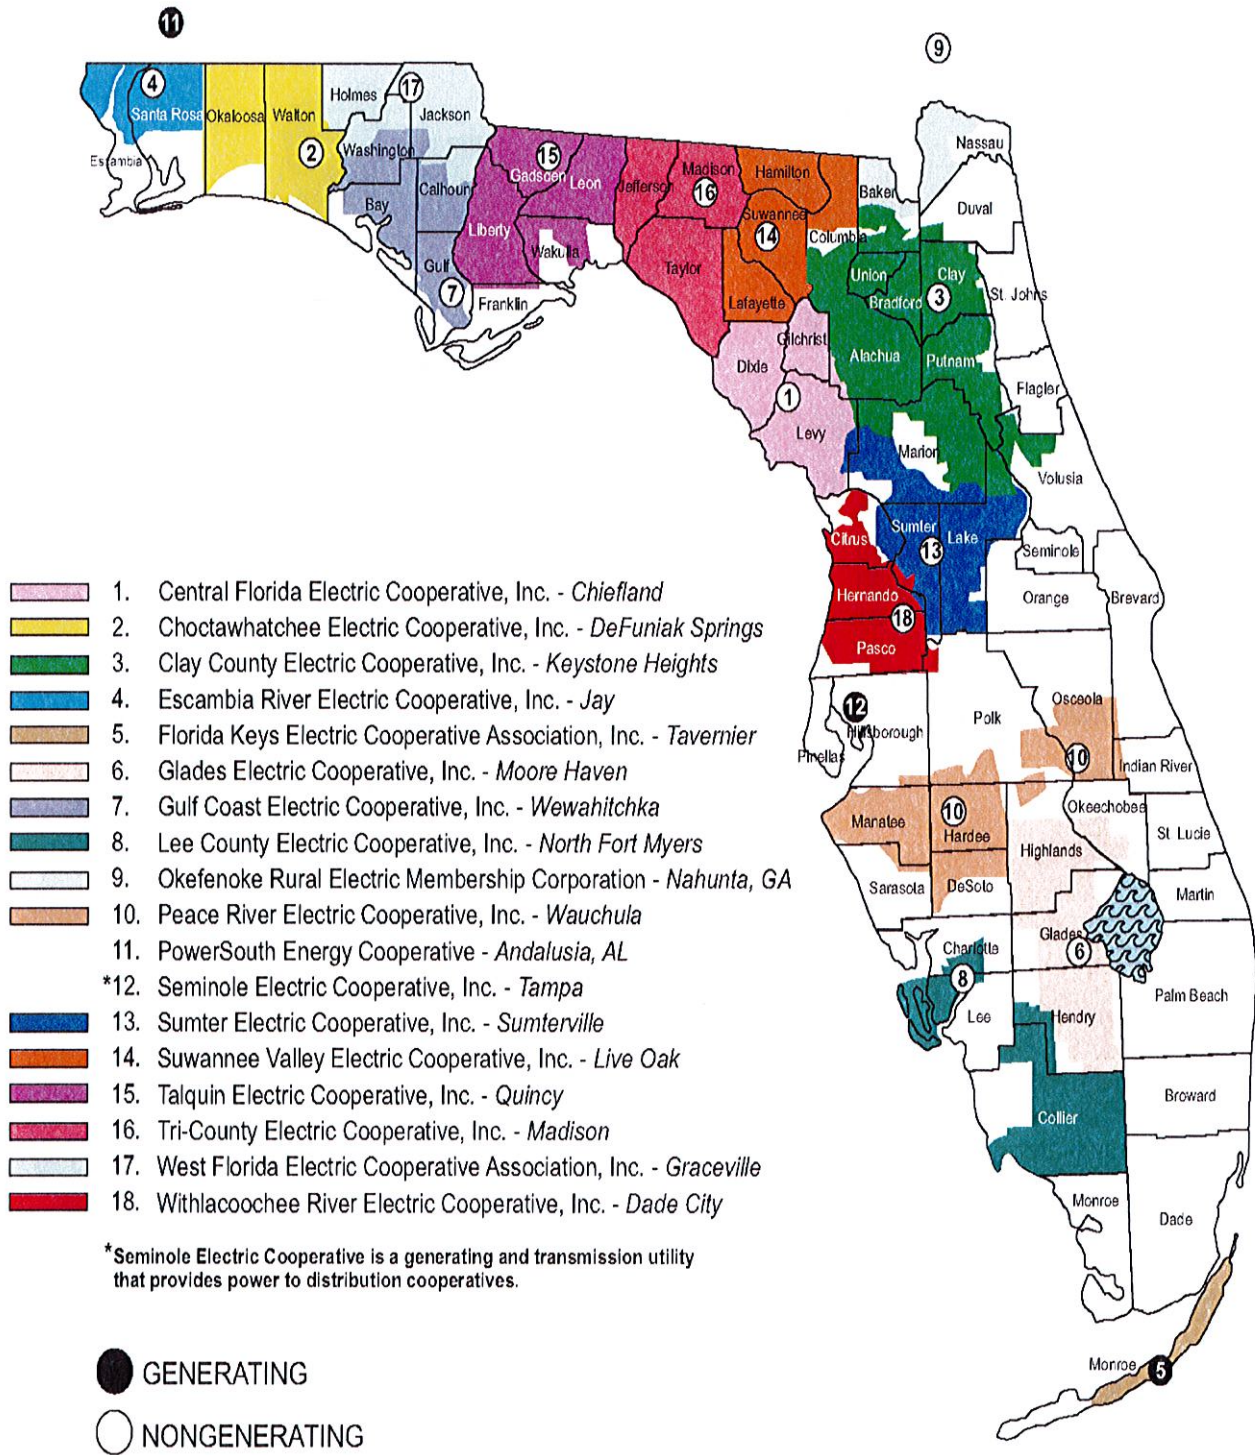 11
9
4
17
Holmes
Jackson
Santa Rosa
Okaloosa
Walton
Escambia
2
Washington
Calhoun
Bay
Gulf
7
15
Gadscen
Leon
Liberty
Wakulla
Franklin
Jefferson
Madison
16
Taylor
Hamilton
Suwannee
14
Lafayette
Columbia
Baker
Nassau
Duval
Union
Bradford
Clay
3
St. Johns
Gilchrist
Dixie
Alachua
Putnam
Flagler
1
Levy
Marion
Volusia
Citrus
Sumter
13
Lake
Seminole
Hernando
18
Orange
Brevard
Pasco
12
Hillsborough
Pinellas
Polk
Osceola
10
Indian River
Manatee
10
Hardee
Okeechobee
St. Lucie
Highlands
Sarasota
DeSoto
Martin
Charlotte
Glades
6
8
Lee
Hendry
Palm Beach
Collier
Broward
Monroe
Dade
Monroe
5
1. Central Florida Electric Cooperative, Inc. - Chiefland
2. Choctawhatchee Electric Cooperative, Inc. - DeFuniak Springs
3. Clay County Electric Cooperative, Inc. - Keystone Heights
4. Escambia River Electric Cooperative, Inc. - Jay
5. Florida Keys Electric Cooperative Association, Inc. - Tavernier
6. Glades Electric Cooperative, Inc. - Moore Haven
7. Gulf Coast Electric Cooperative, Inc. - Wewahitchka
8. Lee County Electric Cooperative, Inc. - North Fort Myers
9. Okefenoke Rural Electric Membership Corporation - Nahunta, GA
10. Peace River Electric Cooperative, Inc. - Wauchula
11. PowerSouth Energy Cooperative - Andalusia, AL
*12. Seminole Electric Cooperative, Inc. - Tampa
13. Sumter Electric Cooperative, Inc. - Sumterville
14. Suwannee Valley Electric Cooperative, Inc. - Live Oak
15. Talquin Electric Cooperative, Inc. - Quincy
16. Tri-County Electric Cooperative, Inc. - Madison
17. West Florida Electric Cooperative Association, Inc. - Graceville
18. Withlacoochee River Electric Cooperative, Inc. - Dade City
*Seminole Electric Cooperative is a generating and transmission utility
that provides power to distribution cooperatives.
GENERATING
NONGENERATING